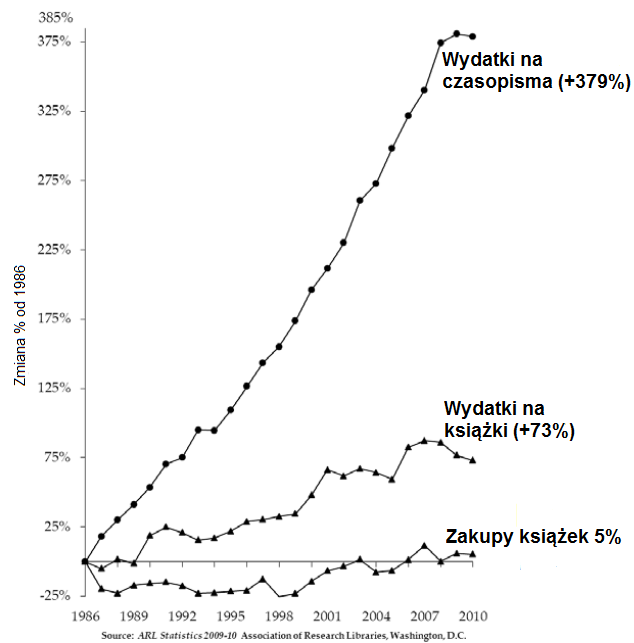 385%
375%
Wydatki na
czasopisma (+379%)
325%
275%
225%
Zmiana % od 1986
175%
125%
Wydatki na
książki (+73%)
75%
25%
Zakupy książek 5%
-25%
1986 1989 1992 1995 1998 2001 2004 2007 2010
Source: ARL Statistics 2009-10 Association of Research Libraries, Washington, D.C.